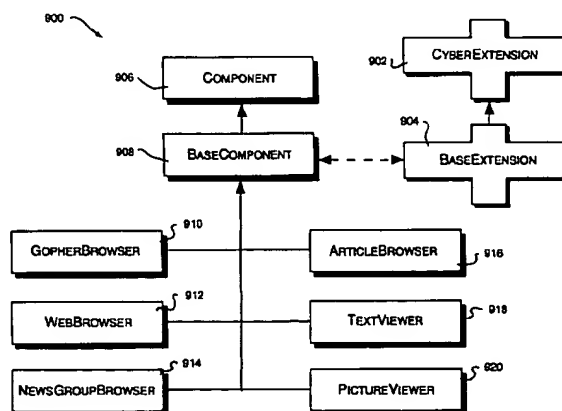 900
906
COMPONENT
902
CYBEREXTENSION
908
BASECOMPONENT
904
BASEEXTENSION
910
GOPHERBROWSER
ARTICLEBROWSER
916
912
WEBBROWSER
TEXTVIEWER
918
914
NEWSGROUPBROWSER
PICTUREVIEWER
920